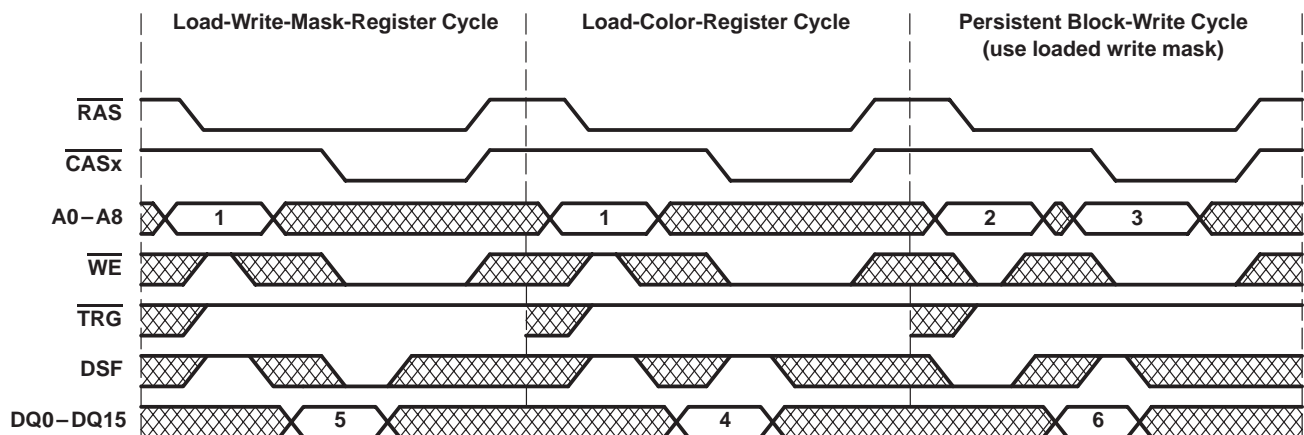 Load-Write-Mask-Register Cycle
Load-Color-Register Cycle
Persistent Block-Write Cycle
(use loaded write mask)
RAS
CASx
A0–A8
1
1
2
3
WE
TRG
DSF
DQ0–DQ15
5
4
6